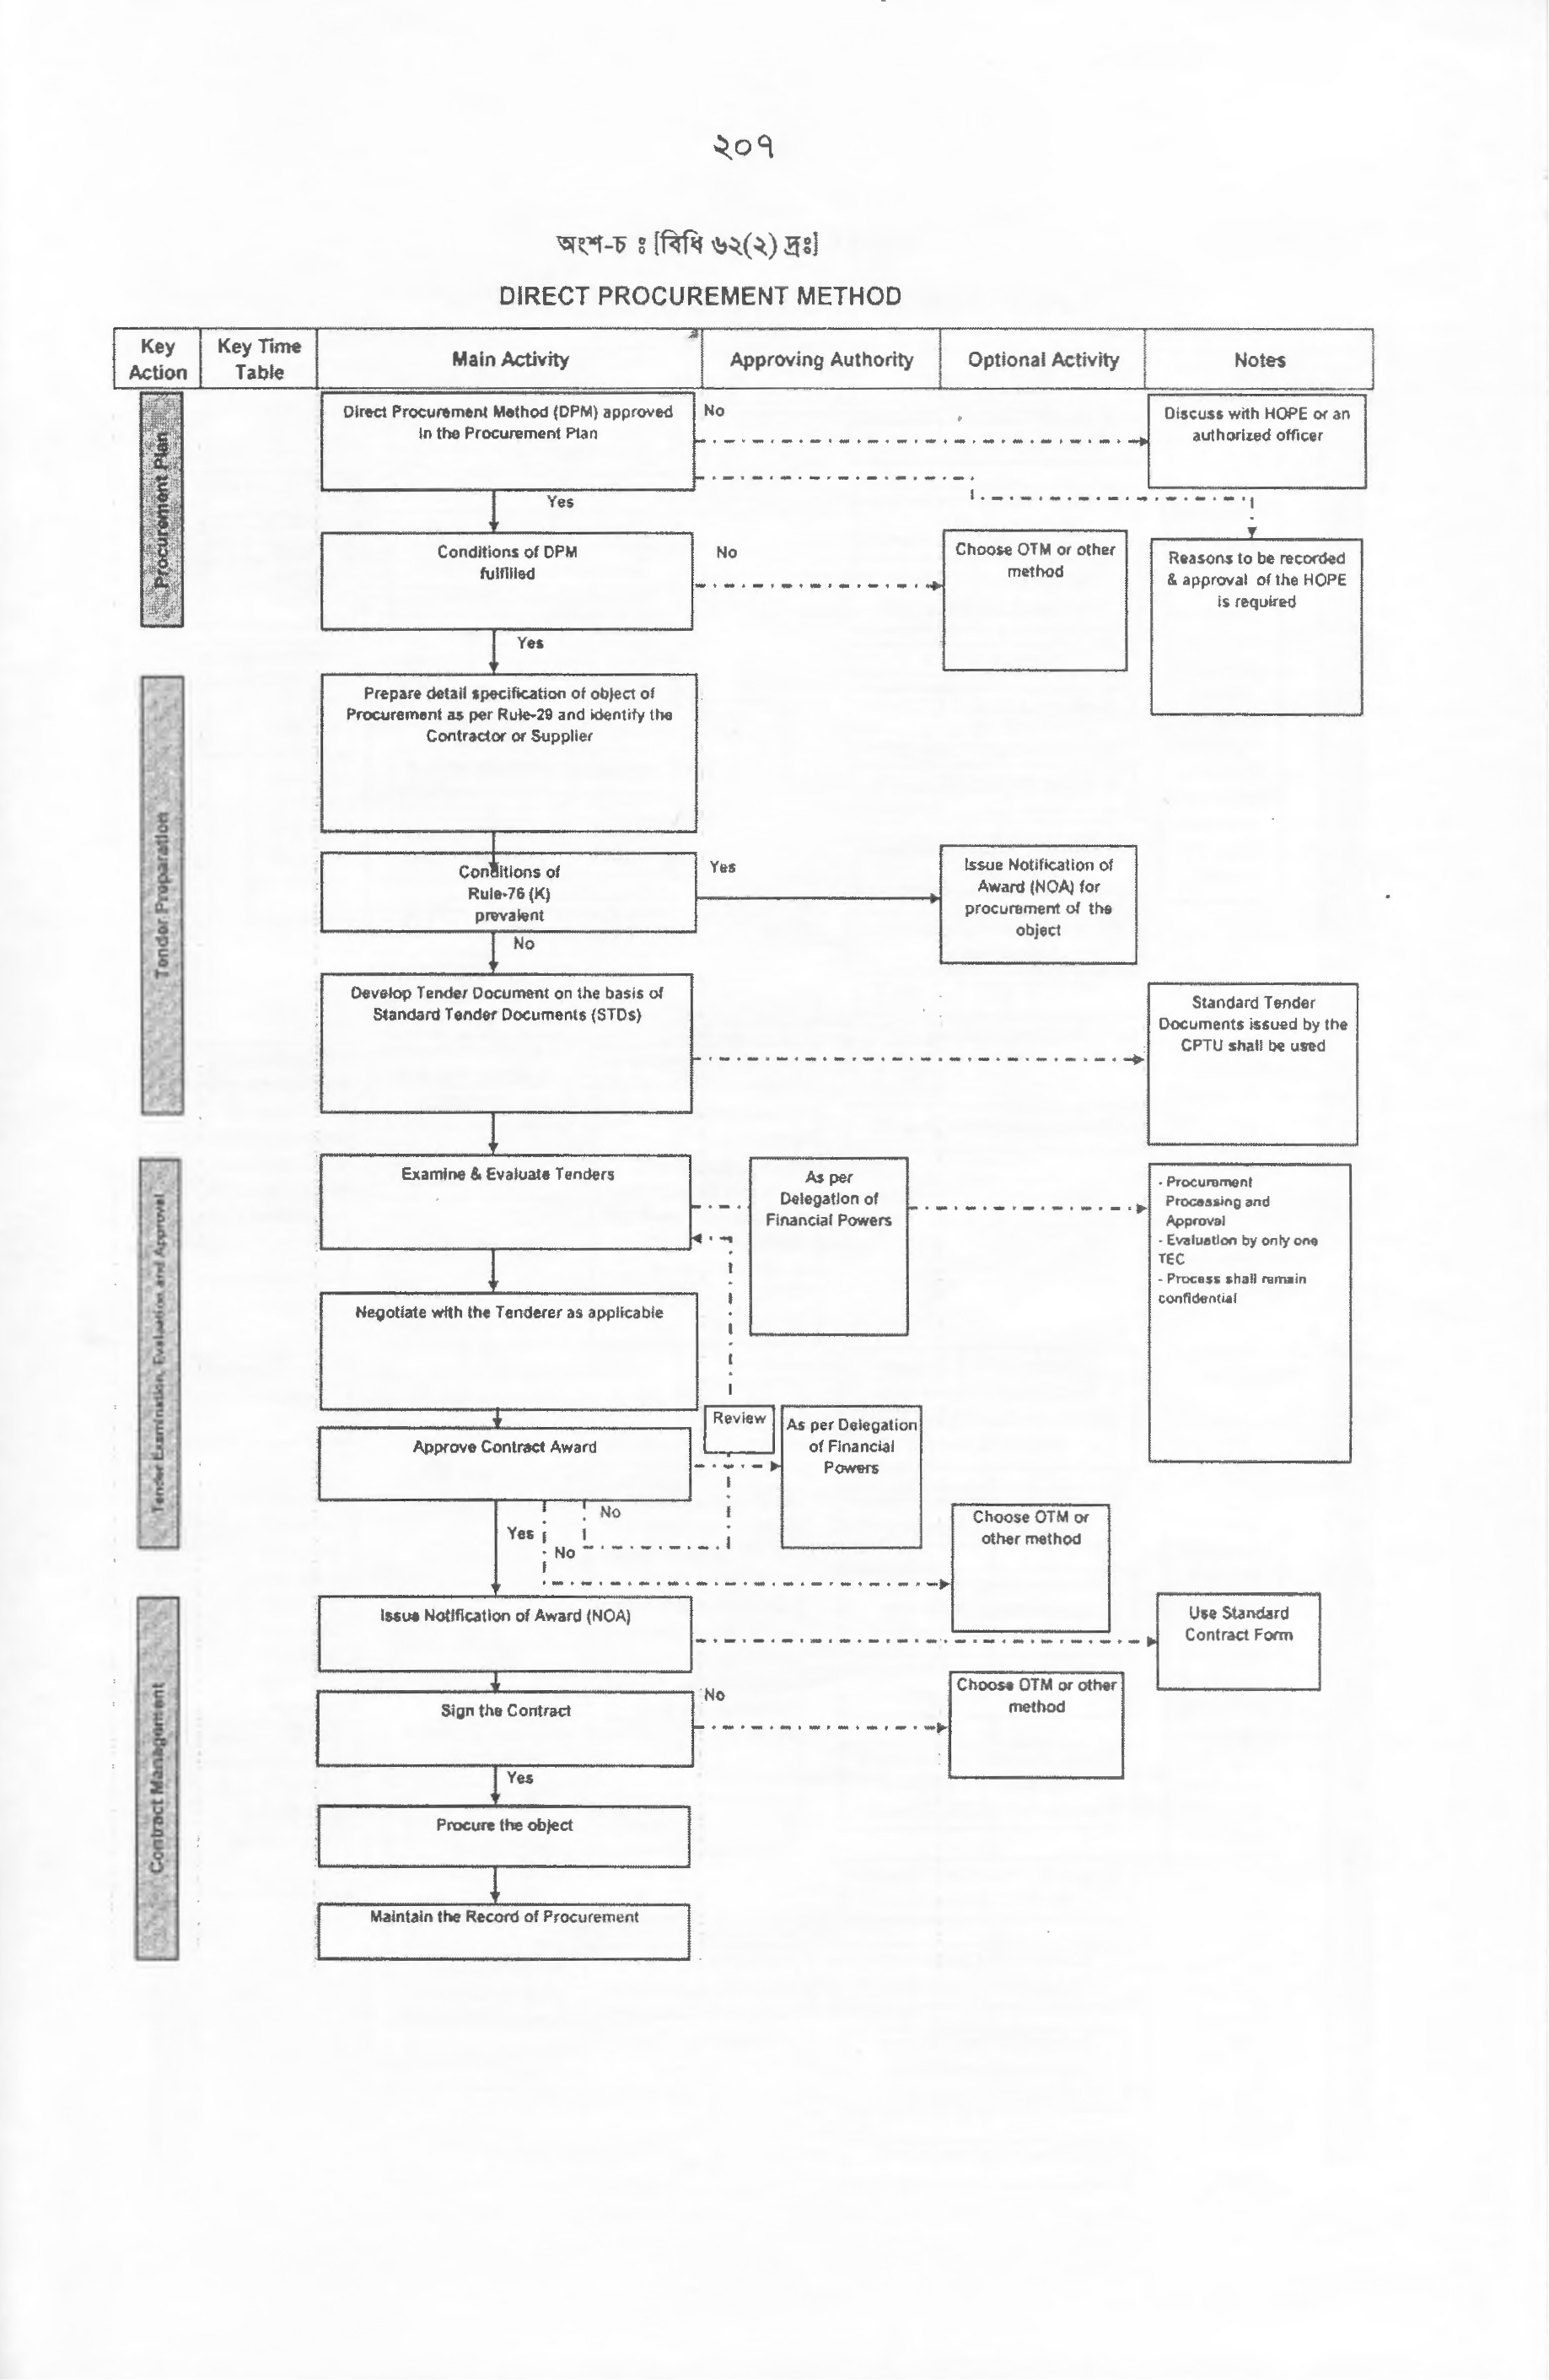 ২০৭
অংশ-চ ঃ [বিধি ৬২(২) দ্রঃ]
DIRECT PROCUREMENT METHOD
Key
Action
Key Time
Table
Main Activity
Approving Authority
Optional Activity
Notes
Procurement Plan
Direct Procurement Method (DPM) approved
in the Procurement Plan
No
Discuss with HOPE or an
authorized officer
Yes
Conditions of DPM
fulfilled
No
Choose OTM or other
method
Reasons to be recorded
& approval of the HOPE
is required
Yes
Tender Preparation
Prepare detail specification of object of
Procurement as per Rule-29 and identify the
Contractor or Supplier
Conditions of
Rule-76 (K)
prevalent
Yes
Issue Notification of
Award (NOA) for
procurement of the
object
No
Develop Tender Document on the basis of
Standard Tender Documents (STDs)
Standard Tender
Documents issued by the
CPTU shall be used
Tender Examination, Evaluation and Approval
Examine & Evaluate Tenders
As per
Delegation of
Financial Powers
- Procurement
Processing and
Approval
- Evaluation by only one
TEC
- Process shall remain
confidential
Negotiate with the Tenderer as applicable
Review
As per Delegation
of Financial
Powers
Approve Contract Award
No
Yes
No
Choose OTM or
other method
Contract Managment
Issue Notification of Award (NOA)
Use Standard
Contract Form
Sign the Contract
No
Choose OTM or other
method
Yes
Procure the object
Maintain the Record of Procurement